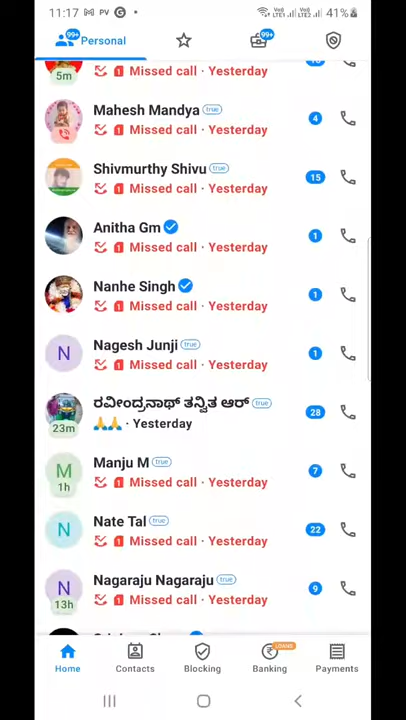 11:17 M PV G 41%
99+ Personal 99+
5m Missed call · Yesterday
Mahesh Mandya true
Missed call · Yesterday 4
Shivmurthy Shivu true
Missed call · Yesterday 15
Anitha Gm
Missed call · Yesterday 1
Nanhe Singh
Missed call · Yesterday 1
N Nagesh Junji true
Missed call · Yesterday 1
ರವೀಂದ್ರನಾಥ್ ತನ್ವಿತ ಆರ್ true
23m 🙏🙏 · Yesterday 28
M Manju M true
1h Missed call · Yesterday 7
N Nate Tal true
Missed call · Yesterday 22
N Nagaraju Nagaraju true
13h Missed call · Yesterday 9
LOANS
Home Contacts Blocking Banking Payments